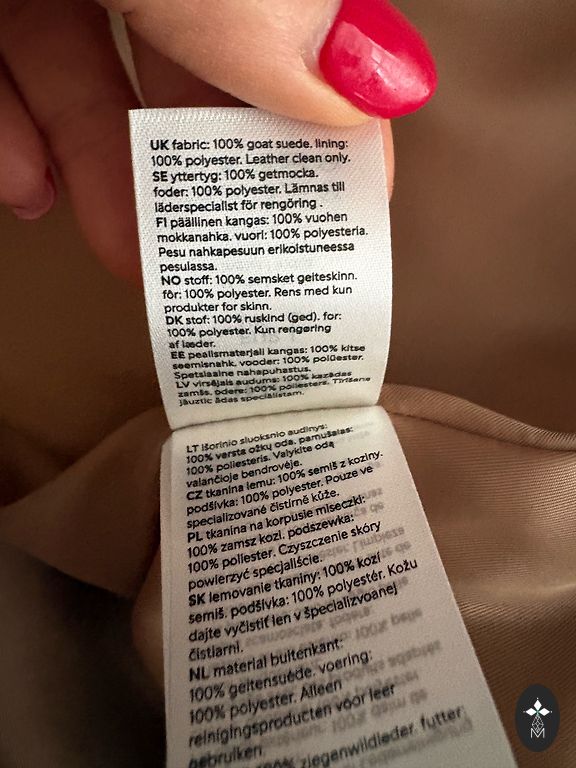 UK fabric: 100% goat suede. lining:
100% polyester. Leather clean only.
SE yttertyg: 100% getmocka.
foder: 100% polyester. Lämnas till
läderspecialist för rengöring .
FI päällinen kangas: 100% vuohen
mokkanahka. vuori: 100% polyesteria.
Pesu nahkapesuun erikoistuneessa
pesulassa.
NO stoff: 100% semsket geiteskinn.
fôr: 100% polyester. Rens med kun
produkter for skinn.
DK stof: 100% ruskind (ged). for:
100% polyester. Kun rengøring
af læder.
EE pealismaterjali kangas: 100% kitse
seemisnahk. vooder: 100% polüester.
Spetsiaalne nahapuhastus.
LV virsējais audums: 100% kazādas
zamšs. odere: 100% poliesters. Tīrīšana
jāuztic ādas speciālistam.
LT išorinio sluoksnio audinys:
100% versta ožkų oda. pamušalas:
100% poliesteris. Valykite odą
valančioje bendrovėje.
CZ tkanina lemu: 100% semiš z koziny.
podšívka: 100% polyester. Pouze ve
specializované čistírně kůže.
PL tkanina na korpusie miseczki:
100% zamsz kozi. podszewka:
100% poliester. Czyszczenie skóry
powierzyć specjaliście.
SK lemovanie tkaniny: 100% kozí
semiš. podšívka: 100% polyestér. Kožu
dajte vyčistiť len v špecializovoanej
čistiarni.
NL material buitenkant:
100% geitensuède. voering:
100% polyester. Alleen
reinigingsproducten voor leer
gebruiken.
ziegenwildleder. futter: